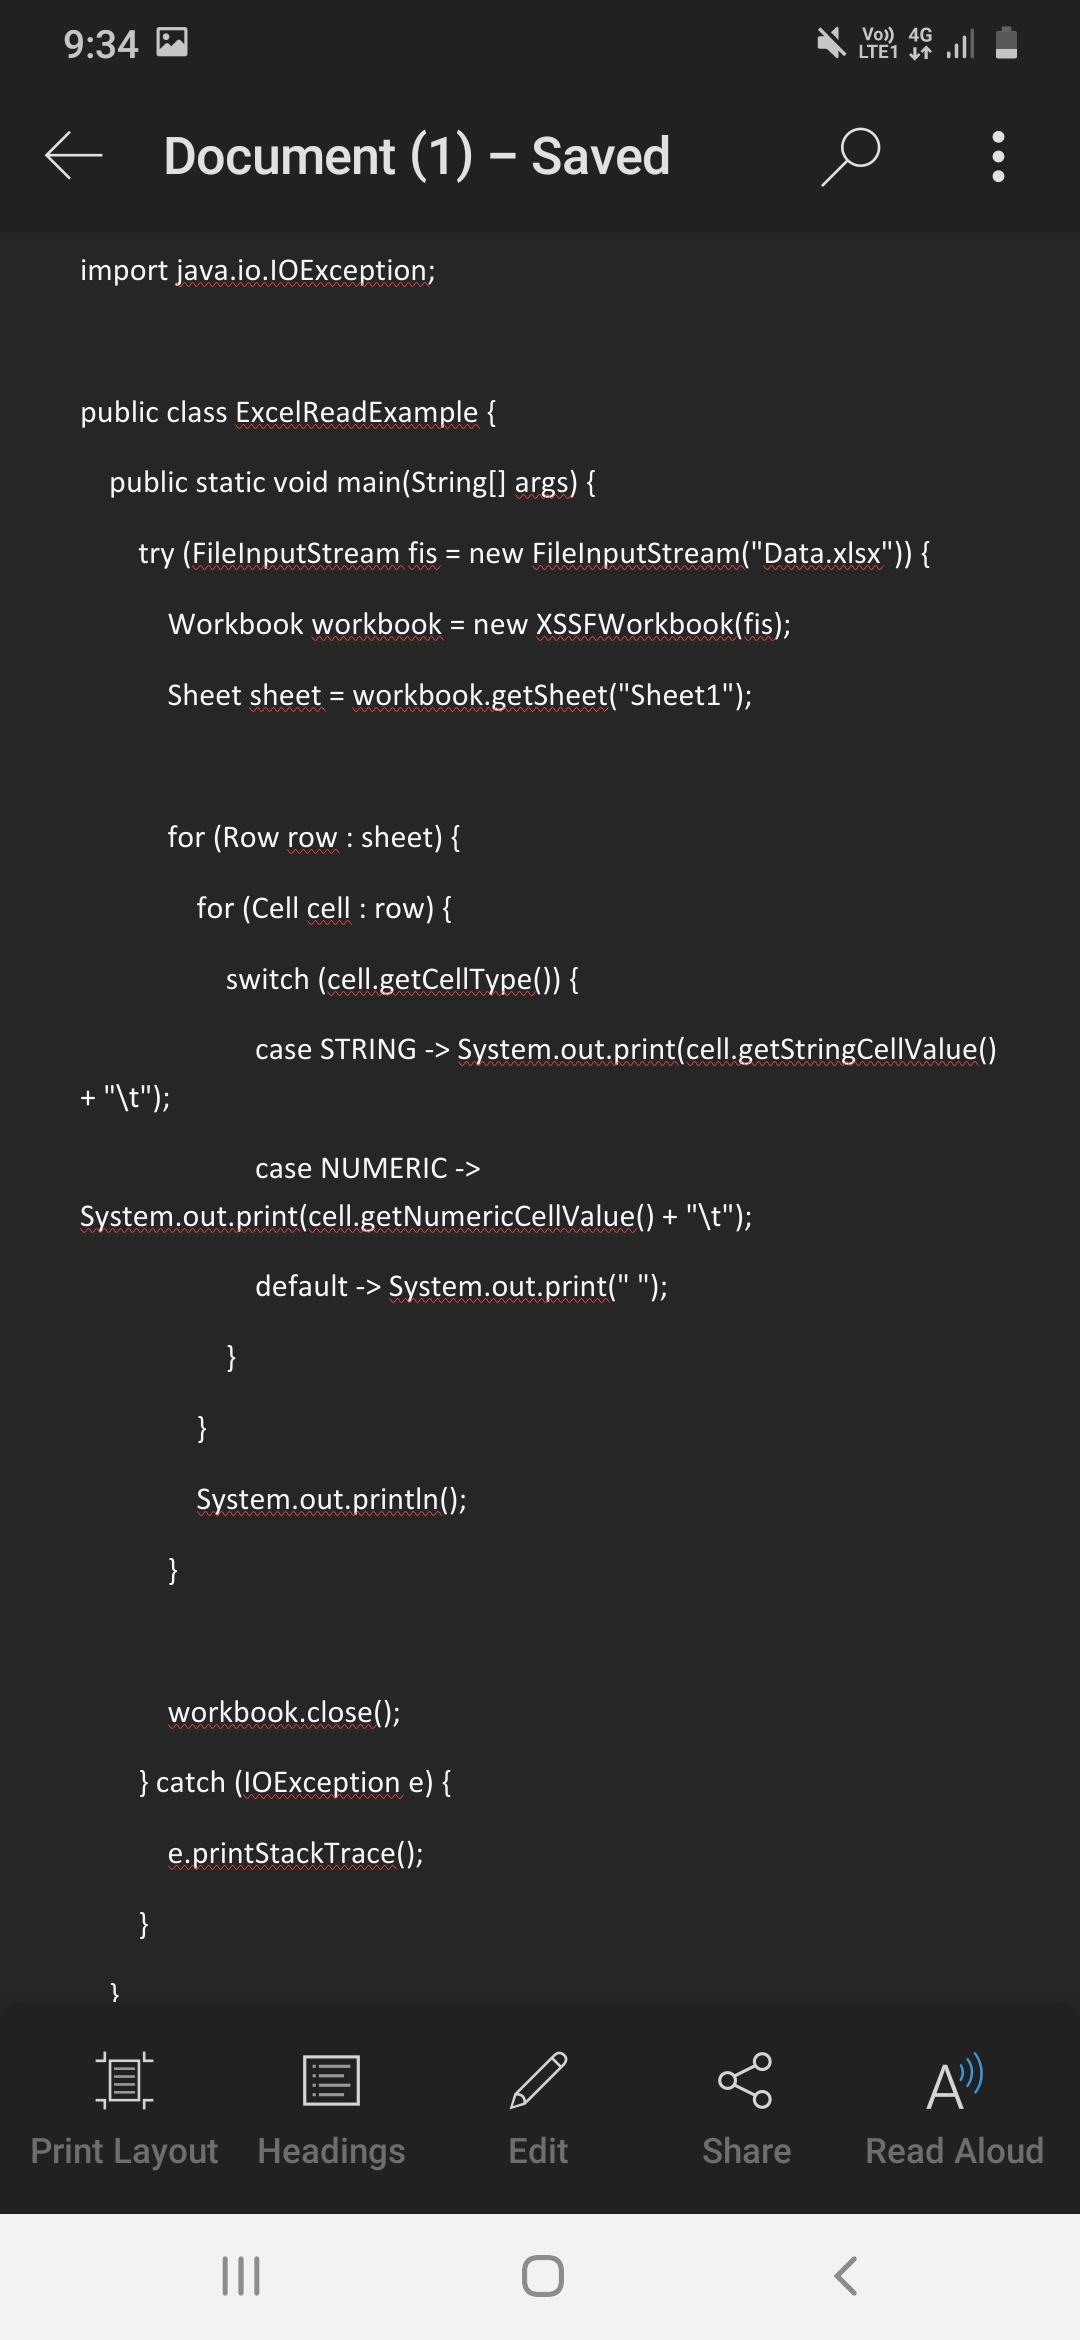 9:34
Vo)) 4G
LTE1
Document (1) – Saved
import java.io.IOException;
public class ExcelReadExample {
public static void main(String[] args) {
try (FileInputStream fis = new FileInputStream("Data.xlsx")) {
Workbook workbook = new XSSFWorkbook(fis);
Sheet sheet = workbook.getSheet("Sheet1");
for (Row row : sheet) {
for (Cell cell : row) {
switch (cell.getCellType()) {
case STRING -> System.out.print(cell.getStringCellValue()
+ "\t");
case NUMERIC ->
System.out.print(cell.getNumericCellValue() + "\t");
default -> System.out.print(" ");
}
}
System.out.println();
}
workbook.close();
} catch (IOException e) {
e.printStackTrace();
}
}
Print Layout Headings Edit Share Read Aloud